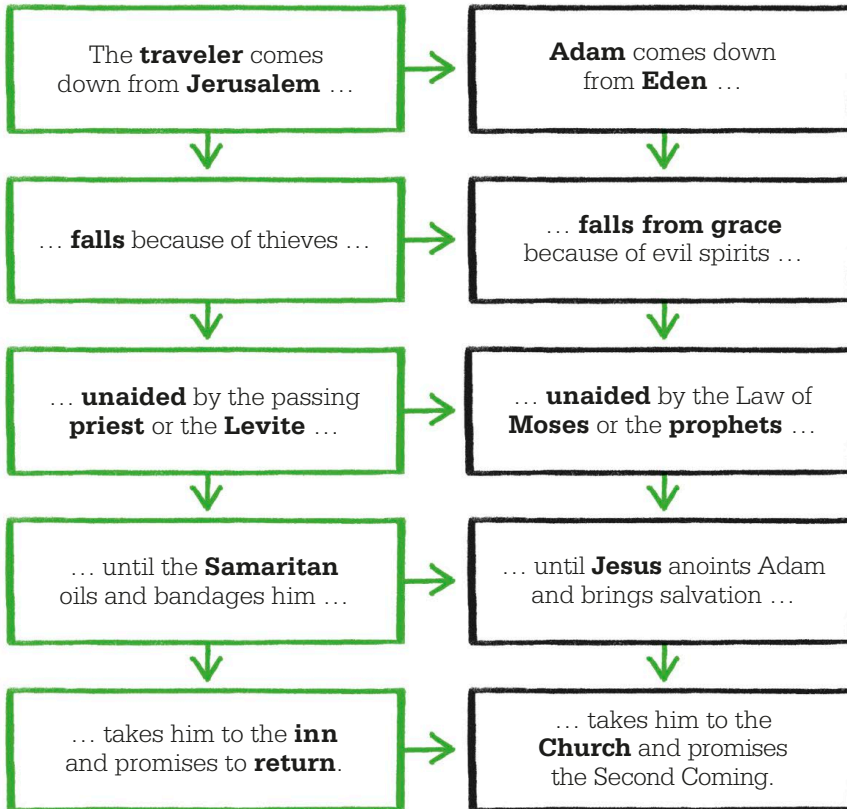 The traveler comes
down from Jerusalem …
Adam comes down
from Eden …
… falls because of thieves …
… falls from grace
because of evil spirits …
… unaided by the passing
priest or the Levite …
… unaided by the Law of
Moses or the prophets …
… until the Samaritan
oils and bandages him …
… until Jesus anoints Adam
and brings salvation …
… takes him to the inn
and promises to return.
… takes him to the
Church and promises
the Second Coming.